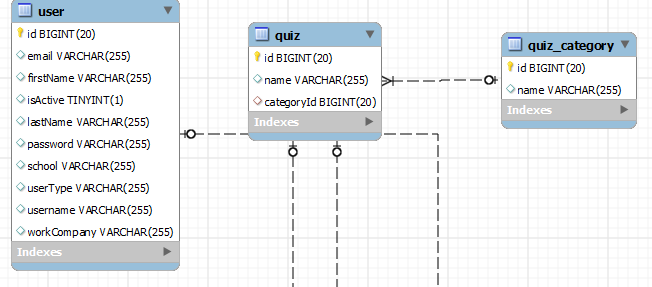 user
id BIGINT(20)
email VARCHAR(255)
firstName VARCHAR(255)
isActive TINYINT(1)
lastName VARCHAR(255)
password VARCHAR(255)
school VARCHAR(255)
userType VARCHAR(255)
username VARCHAR(255)
workCompany VARCHAR(255)
Indexes
quiz
id BIGINT(20)
name VARCHAR(255)
categoryId BIGINT(20)
Indexes
quiz_category
id BIGINT(20)
name VARCHAR(255)
Indexes